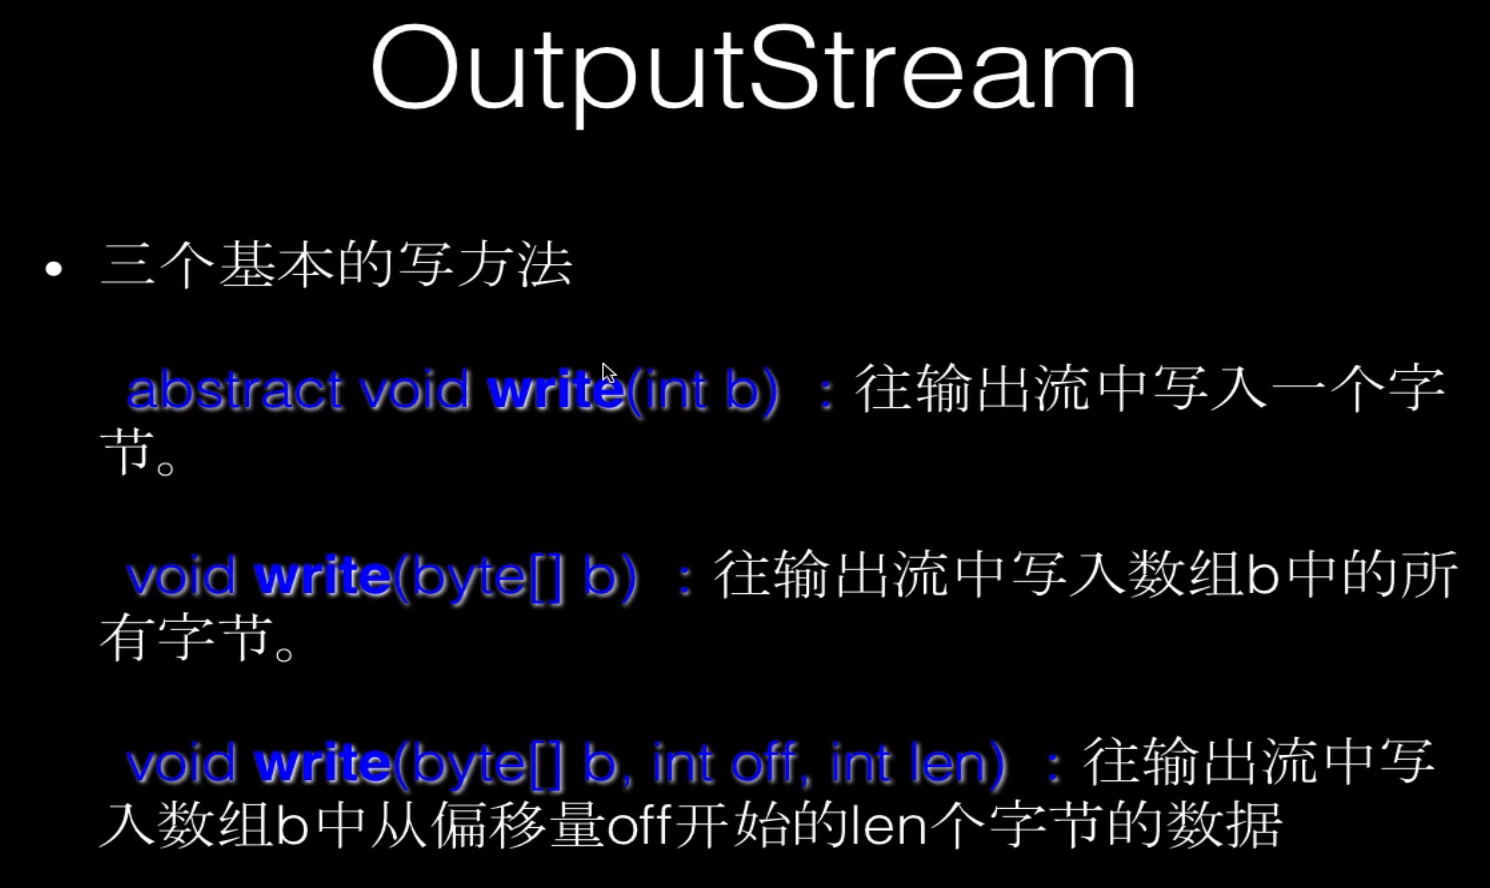 OutputStream
• 三个基本的写方法
abstract void write(int b) ：往输出流中写入一个字
节。
void write(byte[] b) ：往输出流中写入数组b中的所
有字节。
void write(byte[] b, int off, int len) ：往输出流中写
入数组b中从偏移量off开始的len个字节的数据